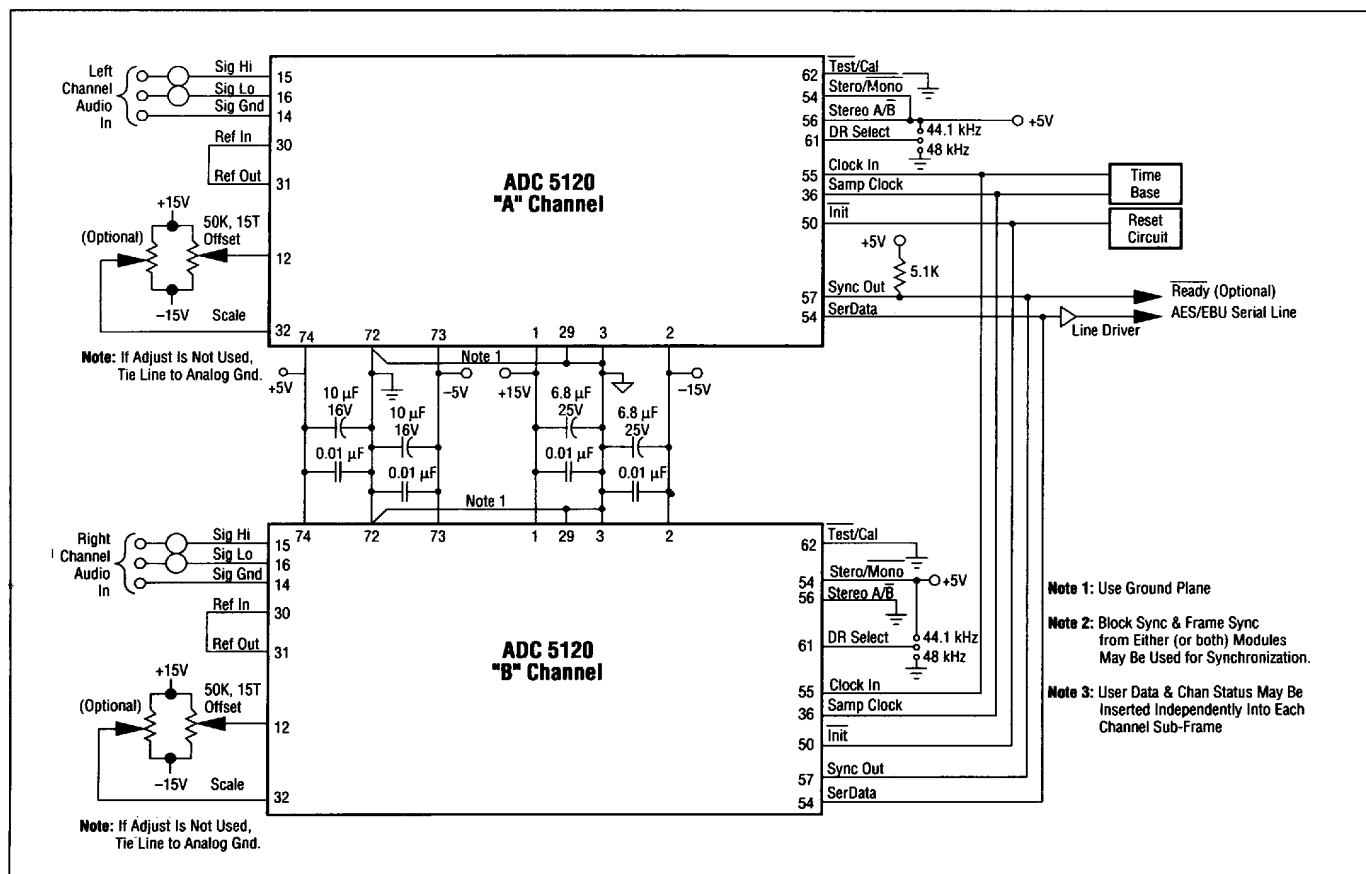 Left
Channel
Audio
In
Sig Hi
15
Sig Lo
16
Sig Gnd
14
Ref In
30
Ref Out
31
+15V
50K, 15T
(Optional)
Offset
12
-15V
Scale
32
Note: If Adjust Is Not Used,
Tie Line to Analog Gnd.
ADC 5120
"A" Channel
62 Test/Cal
54 Stero/Mono
56 Stereo A/B
+5V
61 DR Select
44.1 kHz
48 kHz
55 Clock In
36 Samp Clock
Time
Base
50 Init
Reset
Circuit
+5V
5.1K
57 Sync Out
Ready (Optional)
54 SerData
AES/EBU Serial Line
Line Driver
74 72 73 1 29 3 2
Note 1
+5V
-5V
+15V
-15V
10 µF
16V
10 µF
16V
6.8 µF
25V
6.8 µF
25V
0.01 µF
0.01 µF
0.01 µF
0.01 µF
Note 1
74 72 73 1 29 3 2
Right
Channel
Audio
In
Sig Hi
15
Sig Lo
16
Sig Gnd
14
Ref In
30
Ref Out
31
+15V
50K, 15T
(Optional)
Offset
12
-15V
Scale
32
Note: If Adjust Is Not Used,
Tie Line to Analog Gnd.
ADC 5120
"B" Channel
62 Test/Cal
54 Stero/Mono
+5V
56 Stereo A/B
61 DR Select
44.1 kHz
48 kHz
55 Clock In
36 Samp Clock
50 Init
57 Sync Out
54 SerData
Note 1: Use Ground Plane
Note 2: Block Sync & Frame Sync
from Either (or both) Modules
May Be Used for Synchronization.
Note 3: User Data & Chan Status May Be
Inserted Independently Into Each
Channel Sub-Frame